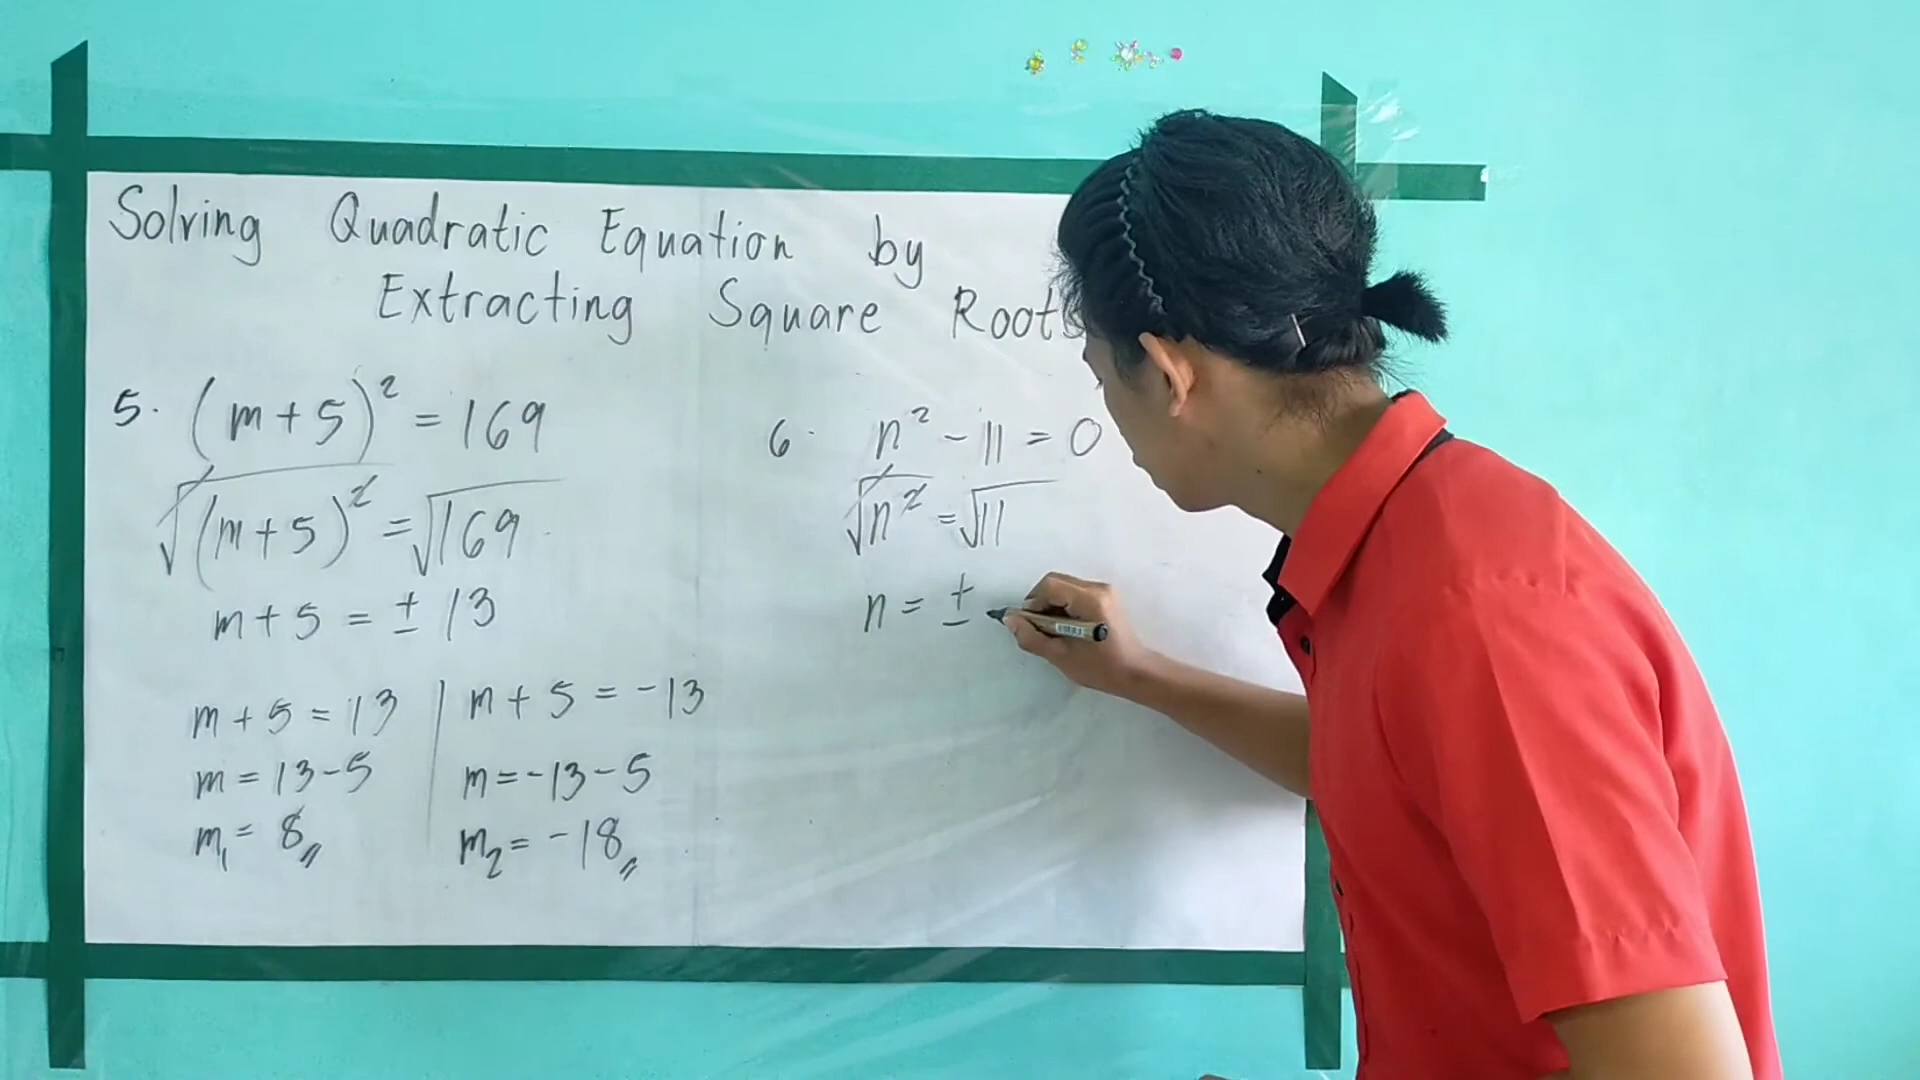 Solving Quadratic Equation by
Extracting Square Roots
5. (m+5)² = 169
√(m+5)² = √169
m+5 = ± 13
m+5 = 13 | m+5 = -13
m = 13-5 | m = -13-5
m₁ = 8 | m₂ = -18
6. n² - 11 = 0
√n² = √11
n = ±